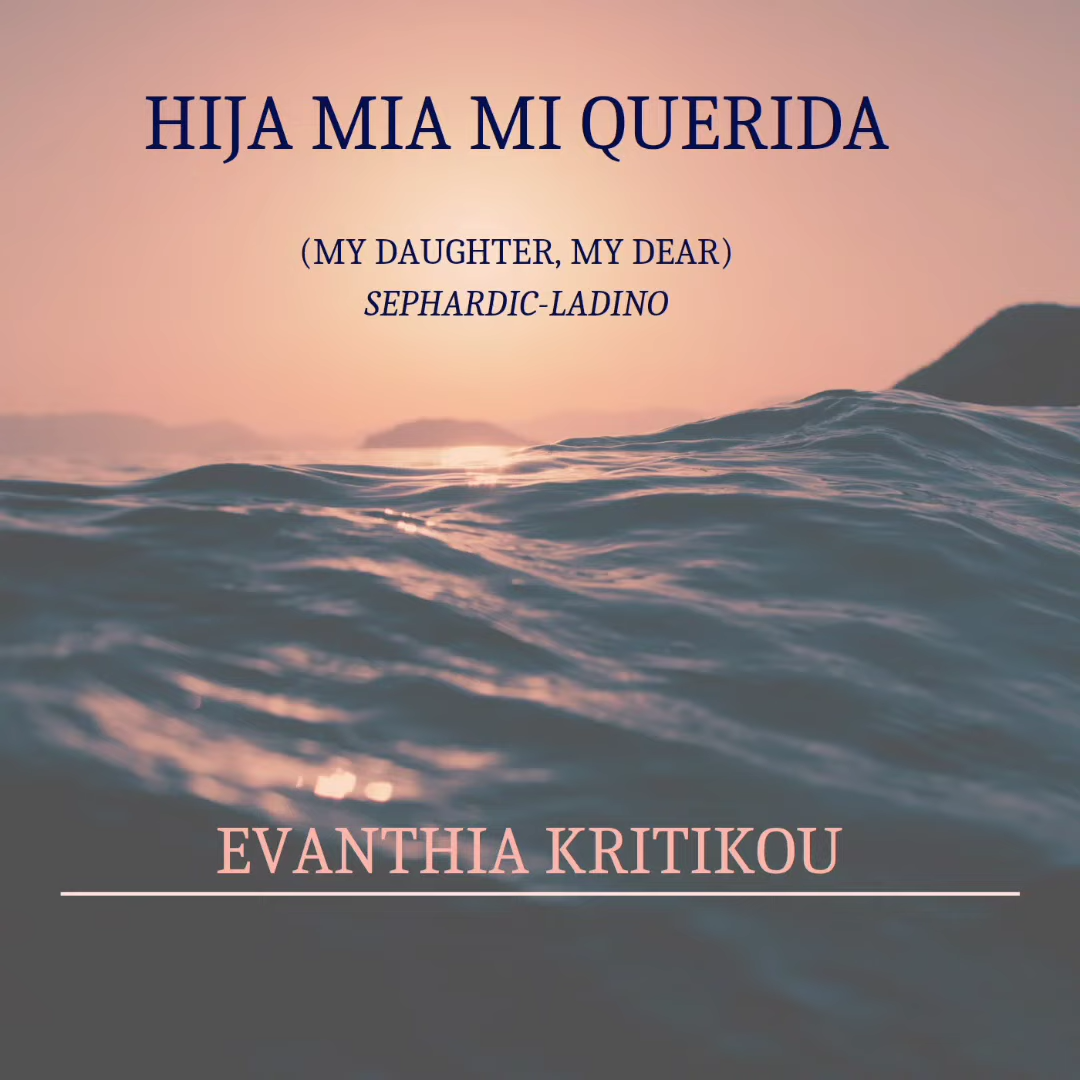 HIJA MIA MI QUERIDA
(MY DAUGHTER, MY DEAR)
SEPHARDIC-LADINO
EVANTHIA KRITIKOU